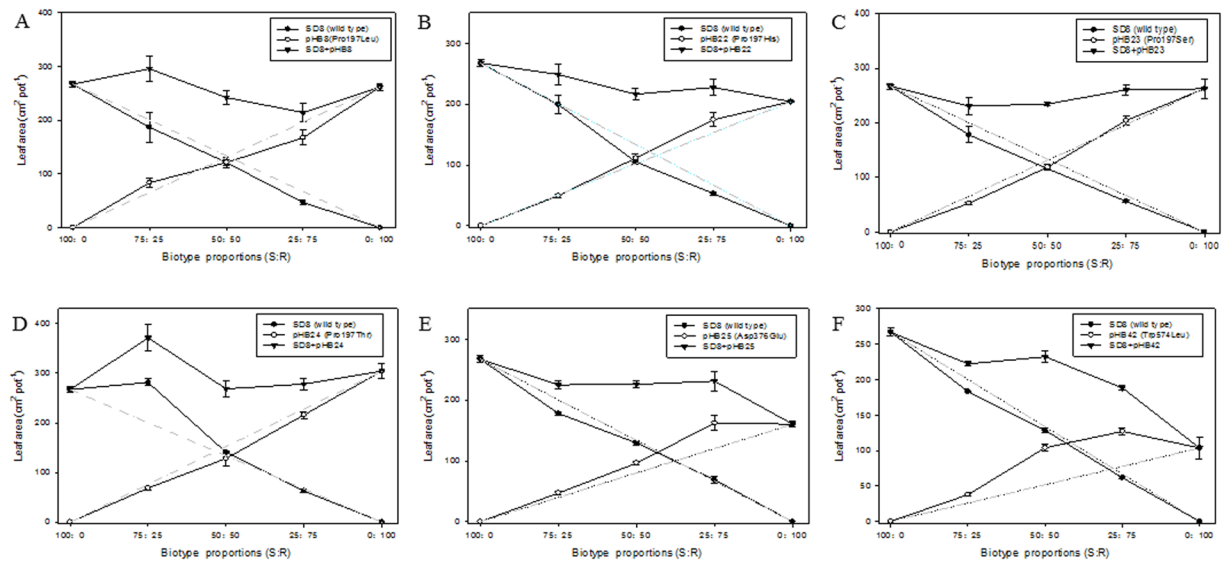 A
SD8 (wild type)
pHB8(Pro197Leu)
SD8+pHB8
Leaf area(cm² pot⁻¹)
400
300
200
100
0
100: 0
75: 25
50: 50
25: 75
0: 100
Biotype proportions (S:R)
B
SD8 (wild type)
pHB22 (Pro197His)
SD8+pHB22
Leaf area(cm² pot⁻¹)
300
200
100
0
100: 0
75: 25
50: 50
25: 75
0: 100
Biotype proportions (S:R)
C
SD8 (wild type)
pHB23 (Pro197Ser)
SD8+pHB23
Leaf area(cm² pot⁻¹)
400
300
200
100
0
100: 0
75: 25
50: 50
25: 75
0: 100
Biotype proportions (S:R)
D
SD8 (wild type)
pHB24 (Pro197Thr)
SD8+pHB24
Leaf area(cm² pot⁻¹)
400
300
200
100
0
100: 0
75: 25
50: 50
25: 75
0: 100
Biotype proportions (S:R)
E
SD8 (wild type)
pHB25 (Asp376Glu)
SD8+pHB25
Leaf area(cm² pot⁻¹)
300
200
100
0
100: 0
75: 25
50: 50
25: 75
0: 100
Biotype proportions (S:R)
F
SD8 (wild type)
pHB42 (Trp574Leu)
SD8+pHB42
Leaf area(cm² pot⁻¹)
300
250
200
150
100
50
0
100: 0
75: 25
50: 50
25: 75
0: 100
Biotype proportions (S:R)